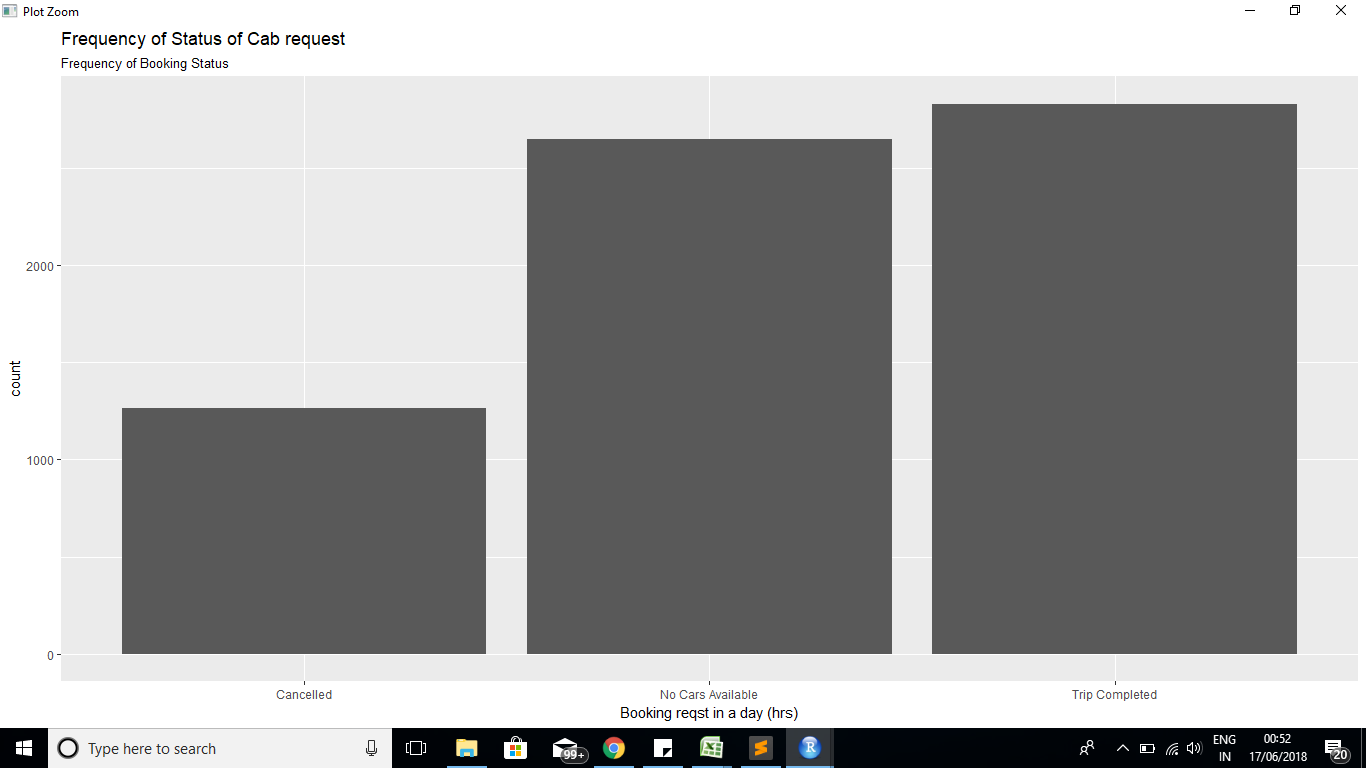 Plot Zoom
Frequency of Status of Cab request
Frequency of Booking Status
2000
1000
0
count
Cancelled
No Cars Available
Trip Completed
Booking reqst in a day (hrs)
Type here to search
99+
R
ENG
IN
00:52
17/06/2018
20